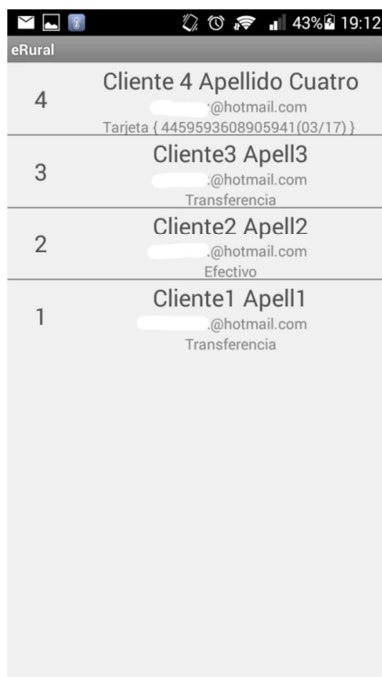 43% 19:12
eRural
4
Cliente 4 Apellido Cuatro
:@hotmail.com
Tarjeta { 4459593608905941(03/17) }
3
Cliente3 Apell3
:@hotmail.com
Transferencia
2
Cliente2 Apell2
.@hotmail.com
Efectivo
1
Cliente1 Apell1
:@hotmail.com
Transferencia